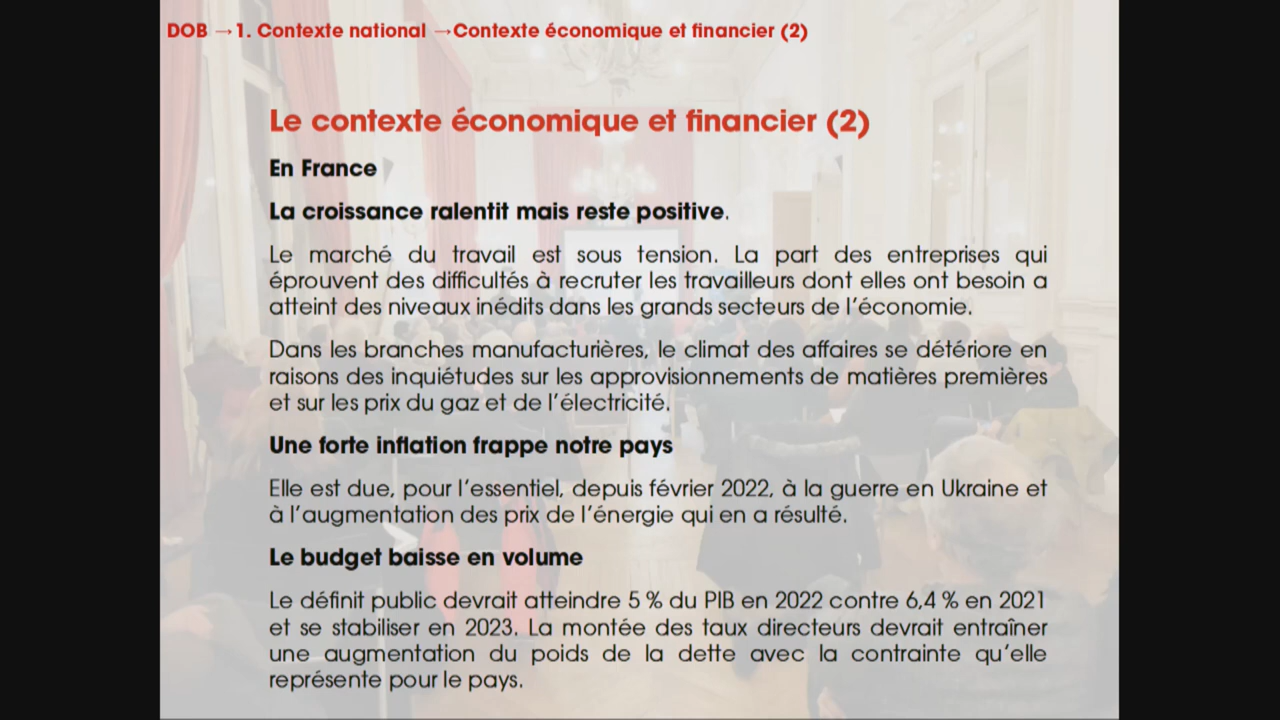 DOB →1. Contexte national →Contexte économique et financier (2)
Le contexte économique et financier (2)
En France
La croissance ralentit mais reste positive.
Le marché du travail est sous tension. La part des entreprises qui
éprouvent des difficultés à recruter les travailleurs dont elles ont besoin a
atteint des niveaux inédits dans les grands secteurs de l'économie.
Dans les branches manufacturières, le climat des affaires se détériore en
raisons des inquiétudes sur les approvisionnements de matières premières
et sur les prix du gaz et de l'électricité.
Une forte inflation frappe notre pays
Elle est due, pour l'essentiel, depuis février 2022, à la guerre en Ukraine et
à l'augmentation des prix de l'énergie qui en a résulté.
Le budget baisse en volume
Le définit public devrait atteindre 5 % du PIB en 2022 contre 6,4 % en 2021
et se stabiliser en 2023. La montée des taux directeurs devrait entraîner
une augmentation du poids de la dette avec la contrainte qu'elle
représente pour le pays.